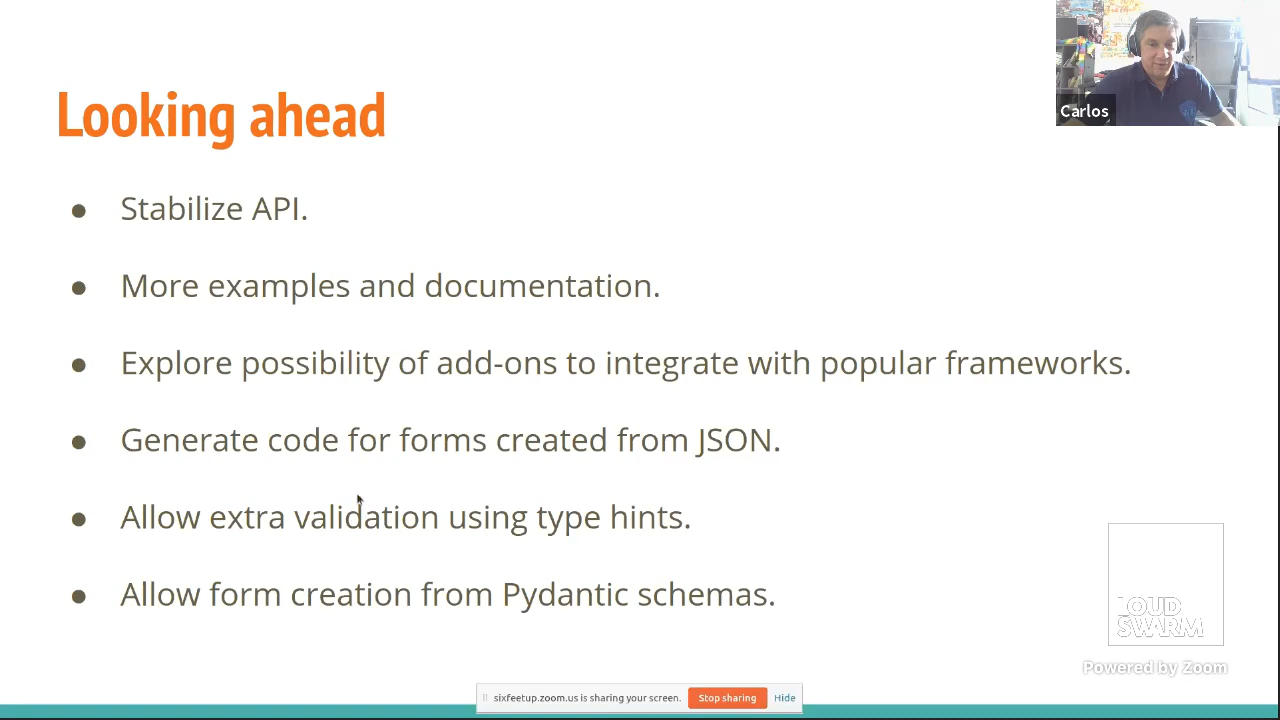 Carlos
Looking ahead
● Stabilize API.
● More examples and documentation.
● Explore possibility of add-ons to integrate with popular frameworks.
● Generate code for forms created from JSON.
● Allow extra validation using type hints.
● Allow form creation from Pydantic schemas.
LOUD
SWARM
Powered by Zoom
sixfeetup.zoom.us is sharing your screen. Stop sharing Hide